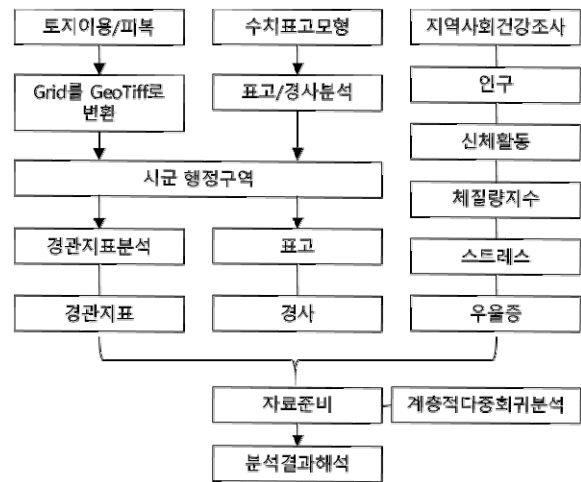 토지이용/피복
수치표고모형
지역사회건강조사
Grid를 GeoTiff로
변환
표고/경사분석
인구
신체활동
시군 행정구역
체질량지수
경관지표분석
표고
스트레스
경관지표
경사
우울증
자료준비
계층적다중회귀분석
분석결과해석